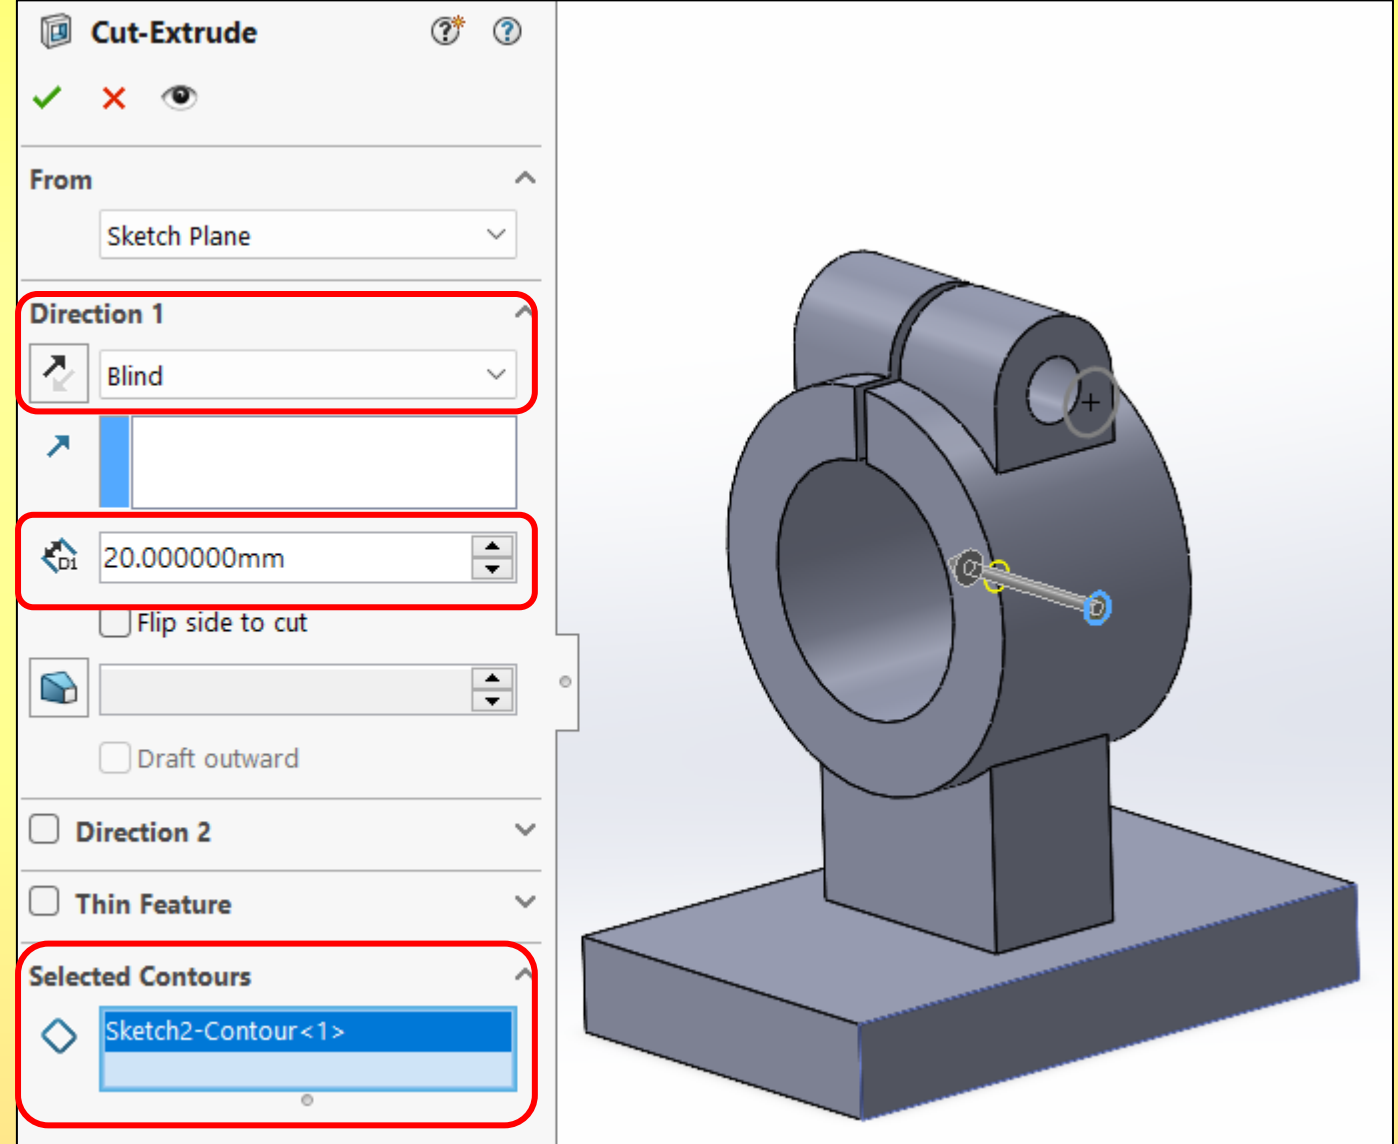 Cut-Extrude
From
Sketch Plane
Direction 1
Blind
D1
20.000000mm
Flip side to cut
Draft outward
Direction 2
Thin Feature
Selected Contours
Sketch2-Contour<1>